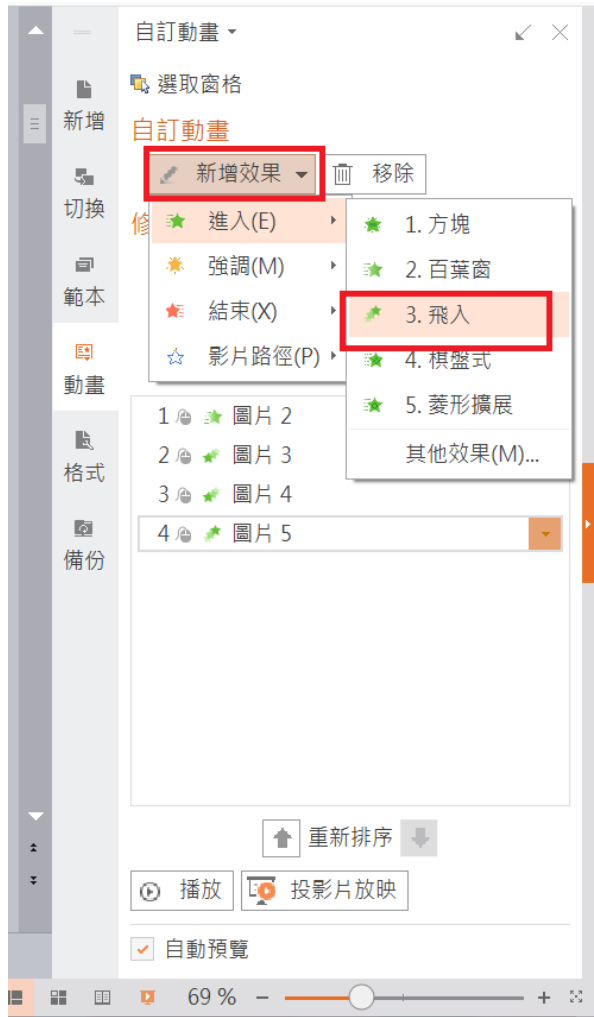 自訂動畫
選取窗格
新增
自訂動畫
新增效果
移除
切換
進入(E)
1. 方塊
修
強調(M)
2. 百葉窗
範本
結束(X)
3. 飛入
影片路徑(P)
4. 棋盤式
動畫
5. 菱形擴展
1 圖片 2
2 圖片 3
其他效果(M)...
格式
3 圖片 4
4 圖片 5
備份
重新排序
播放
投影片放映
自動預覽
69 %